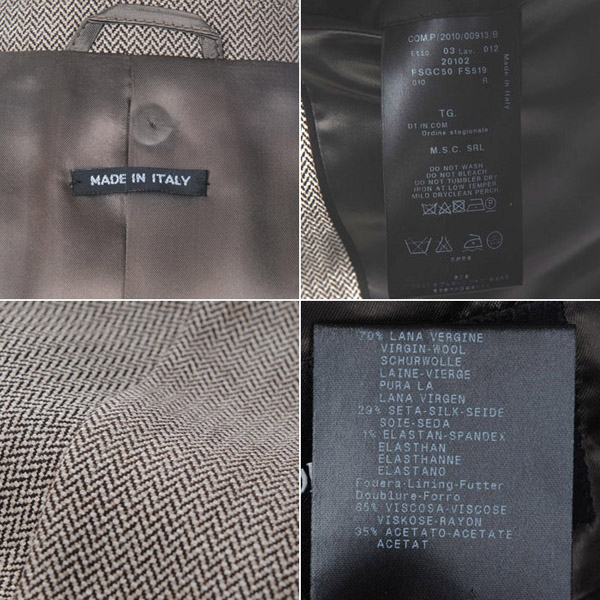 MADE IN ITALY
COM.P/2010/00913/B
Etic. 03 Lav. 012
20102
FSGC50 FS519
010 R
Made in Italy
TG.
DT IN.COM
Ordine stagionale
M.S.C. SRL
DO NOT WASH
DO NOT BLEACH
DO NOT TUMBLER DRY
IRON AT LOW TEMPER
MILD DRYCLEAN PERCH.
70% LANA VERGINE
VIRGIN-WOOL
SCHURWOLLE
LAINE-VIERGE
PURA LA
LANA VIRGEN
29% SETA-SILK-SEIDE
SOIE-SEDA
1% ELASTAN-SPANDEX
ELASTHAN
ELASTHANNE
ELASTANO
Fodera-Lining-Futter
Doublure-Forro
65% VISCOSA-VISCOSE
VISKOSE-RAYON
35% ACETATO-ACETATE
ACETAT